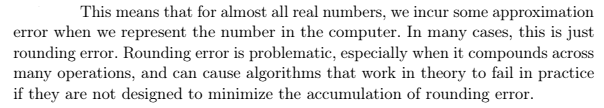 This means that for almost all real numbers, we incur some approximation
error when we represent the number in the computer. In many cases, this is just
rounding error. Rounding error is problematic, especially when it compounds across
many operations, and can cause algorithms that work in theory to fail in practice
if they are not designed to minimize the accumulation of rounding error.